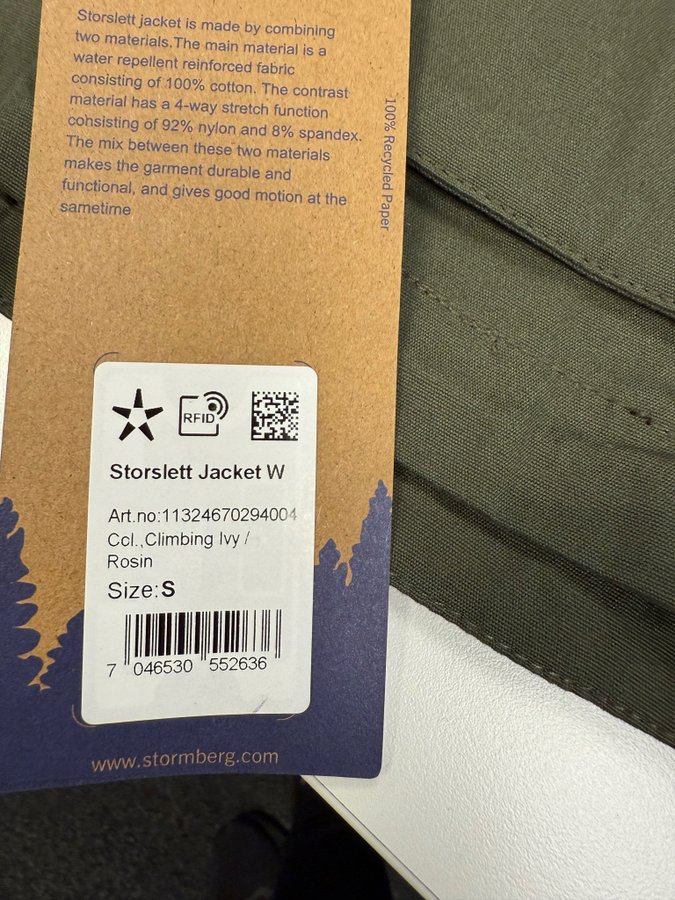 Storslett jacket is made by combining
two materials.The main material is a
water repellent reinforced fabric
consisting of 100% cotton. The contrast
material has a 4-way stretch function
consisting of 92% nylon and 8% spandex.
The mix between these two materials
makes the garment durable and
functional, and gives good motion at the
sametime
100% Recycled Paper
RFID
Storslett Jacket W
Art.no:11324670294004
Col.,Climbing Ivy /
Rosin
Size:S
7 046530 552636
www.stormberg.com